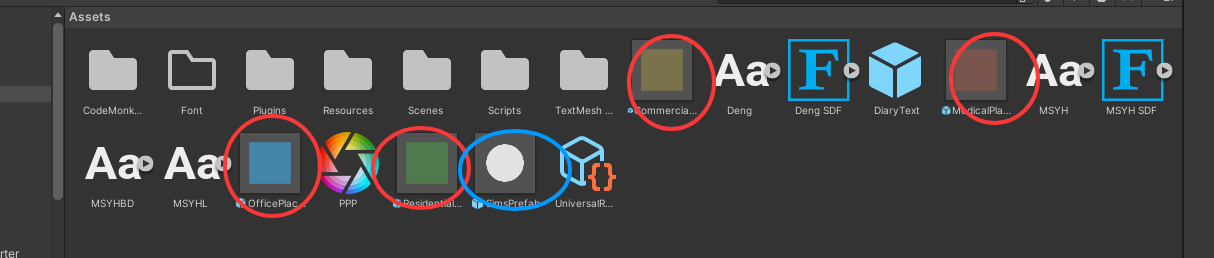 Assets
CodeMonk...
Font
Plugins
Resources
Scenes
Scripts
TextMesh ...
Commercia...
Aa
Deng
F
Deng SDF
DiaryText
MedicalPla...
Aa
MSYH
F
MSYH SDF
Aa
MSYHBD
Aa
MSYHL
OfficePlac...
PPP
Residential...
SimsPrefab
{}
UniversalR...
rter